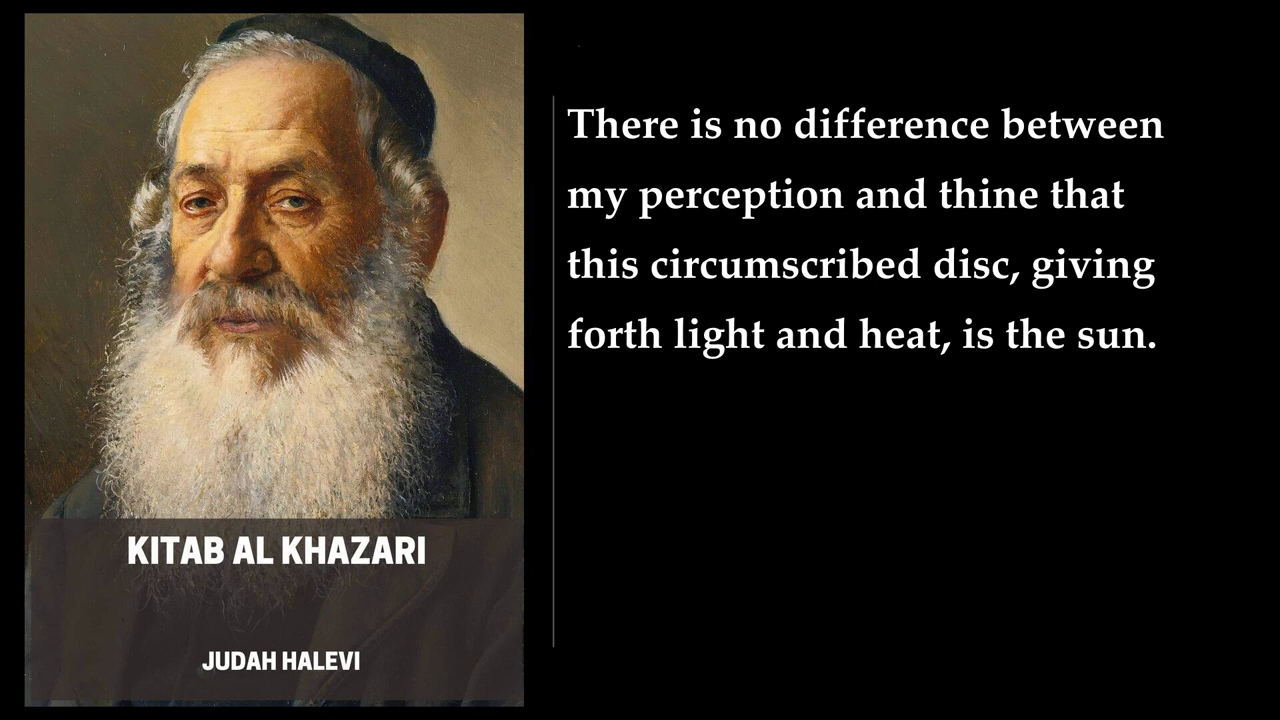 KITAB AL KHAZARI
JUDAH HALEVI
There is no difference between
my perception and thine that
this circumscribed disc, giving
forth light and heat, is the sun.